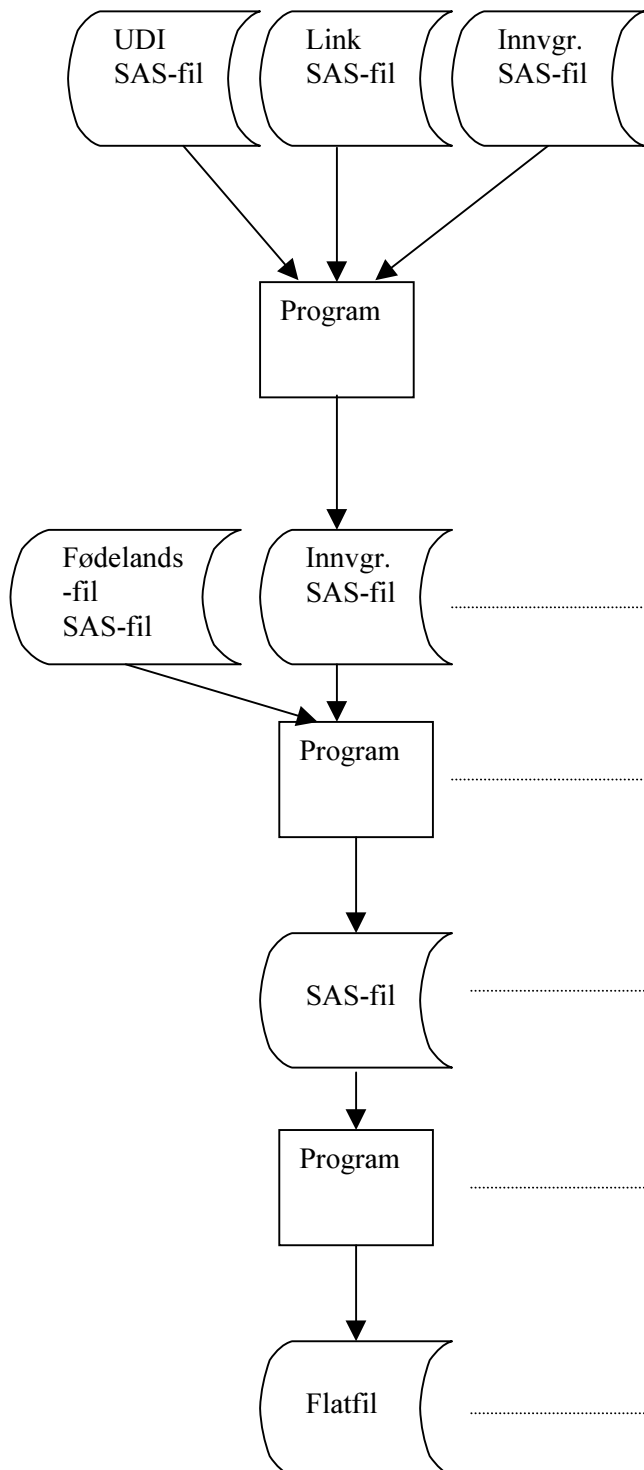 UDI
SAS-fil
Link
SAS-fil
Innvgr.
SAS-fil
Program
Fødelands
-fil
SAS-fil
Innvgr.
SAS-fil
Program
SAS-fil
Program
Flatfil